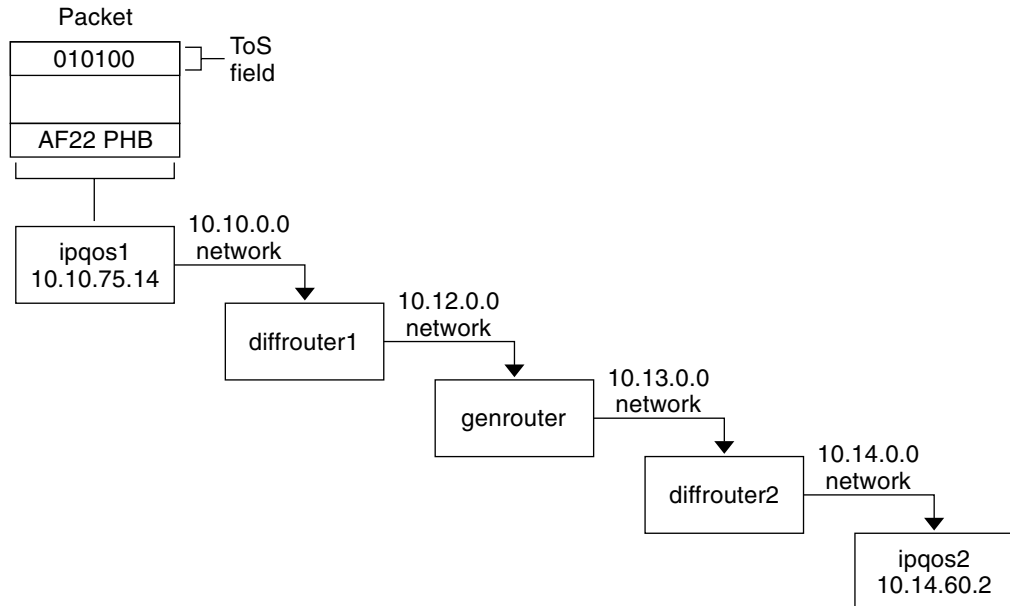 Packet
010100
ToS
field
AF22 PHB
ipqos1
10.10.75.14
10.10.0.0
network
diffrouter1
10.12.0.0
network
genrouter
10.13.0.0
network
diffrouter2
10.14.0.0
network
ipqos2
10.14.60.2